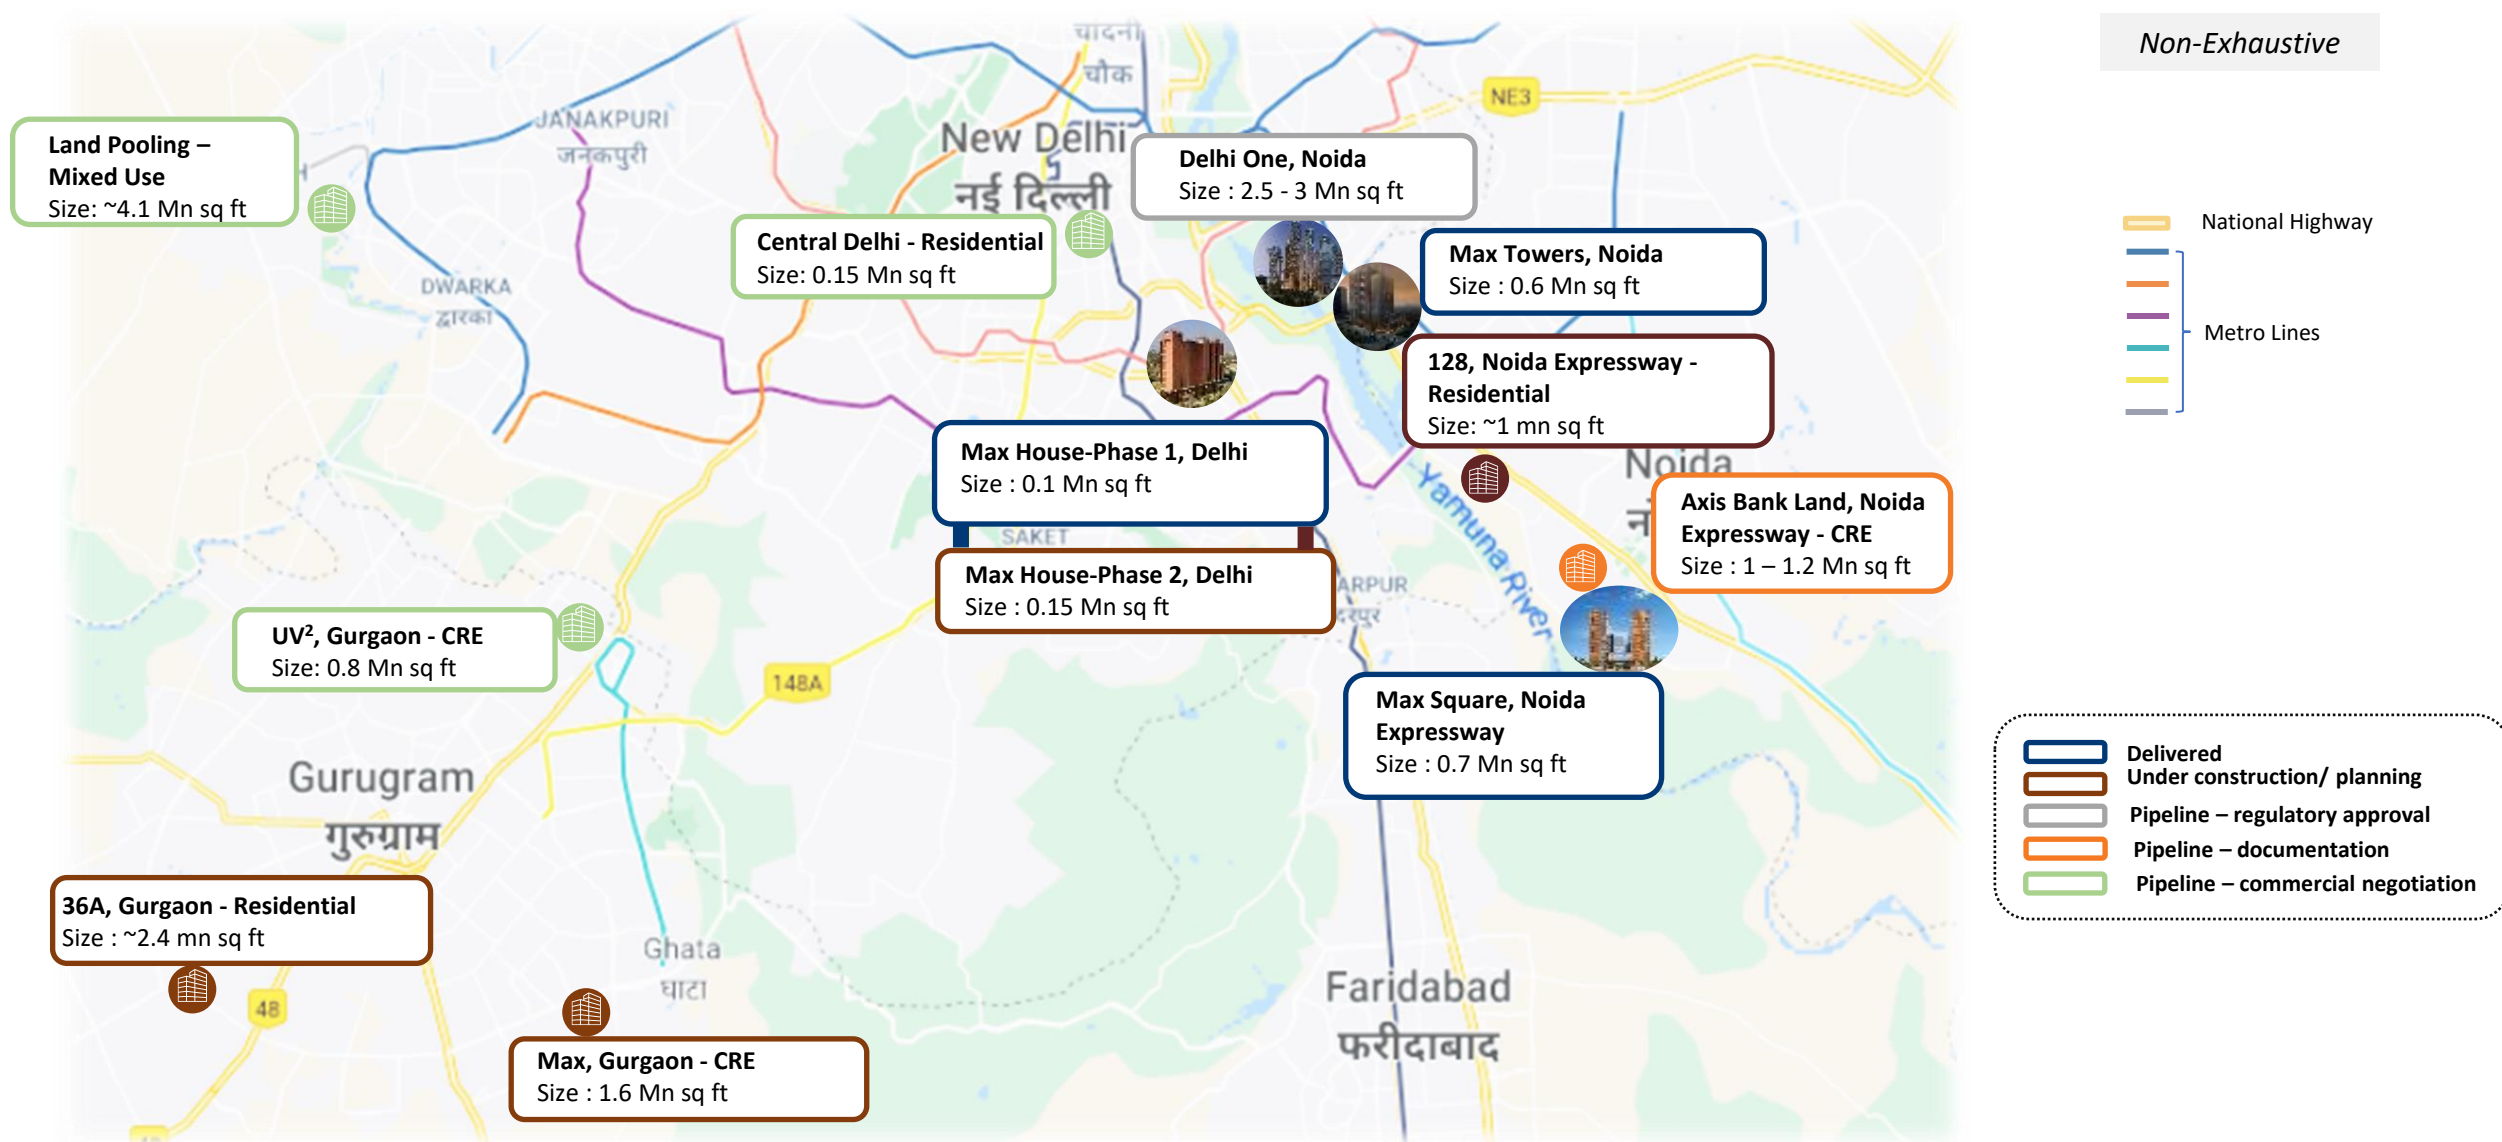 Non-Exhaustive
चांदनी
चौक
NE3
JANAKPURI
जनकपुरी
New Delhi
नई दिल्ली
Land Pooling –
Mixed Use
Size: ~4.1 Mn sq ft
Delhi One, Noida
Size : 2.5 - 3 Mn sq ft
National Highway
Central Delhi - Residential
Size: 0.15 Mn sq ft
Max Towers, Noida
Size : 0.6 Mn sq ft
DWARKA
द्वारका
Metro Lines
128, Noida Expressway -
Residential
Size: ~1 mn sq ft
Max House-Phase 1, Delhi
Size : 0.1 Mn sq ft
Noida
Yamuna River
Axis Bank Land, Noida
Expressway - CRE
Size : 1 – 1.2 Mn sq ft
SAKET
Max House-Phase 2, Delhi
Size : 0.15 Mn sq ft
ARPUR
रपुर
UV², Gurgaon - CRE
Size: 0.8 Mn sq ft
148A
Max Square, Noida
Expressway
Size : 0.7 Mn sq ft
Gurugram
गुरुग्राम
Delivered
Under construction/ planning
Pipeline – regulatory approval
Pipeline – documentation
Pipeline – commercial negotiation
36A, Gurgaon - Residential
Size : ~2.4 mn sq ft
48
Ghata
घाटा
Faridabad
फरीदाबाद
Max, Gurgaon - CRE
Size : 1.6 Mn sq ft